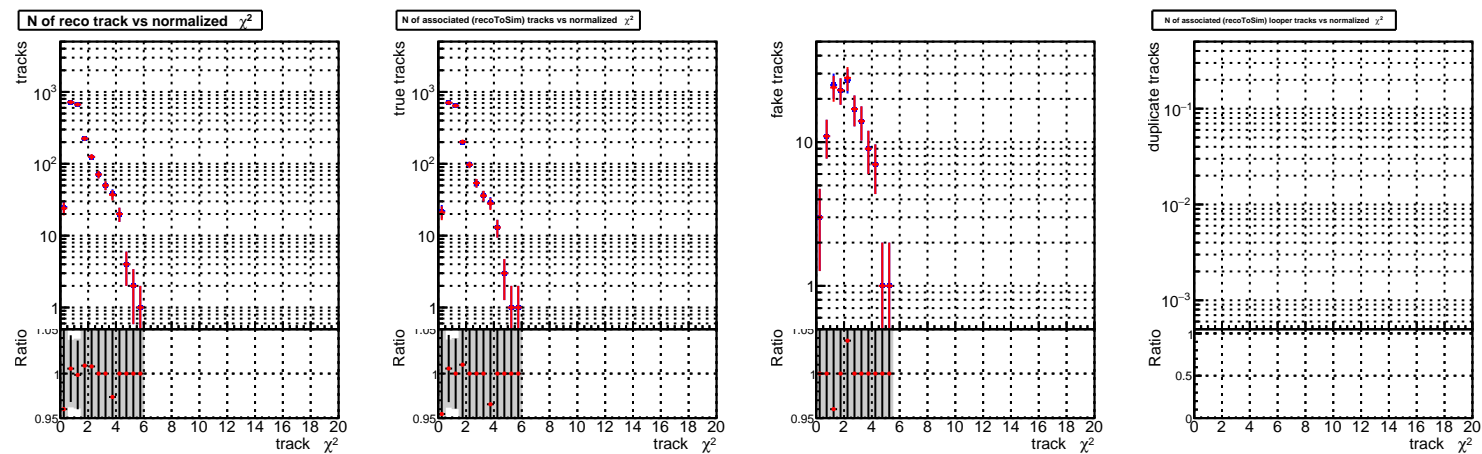 N of reco track vs normalized χ²
tracks
10³
10²
10
1
1.05
Ratio
1
0.95
0 2 4 6 8 10 12 14 16 18 20
track χ²
N of associated (recoToSim) tracks vs normalized χ²
true tracks
10³
10²
10
1
1.05
Ratio
1
0.95
0 2 4 6 8 10 12 14 16 18 20
track χ²
fake tracks
10
1
1.05
Ratio
1
0.95
0 2 4 6 8 10 12 14 16 18 20
track χ²
N of associated (recoToSim) looper tracks vs normalized χ²
duplicate tracks
10⁻¹
10⁻²
10⁻³
Ratio
1
0.5
0
0 2 4 6 8 10 12 14 16 18 20
track χ²